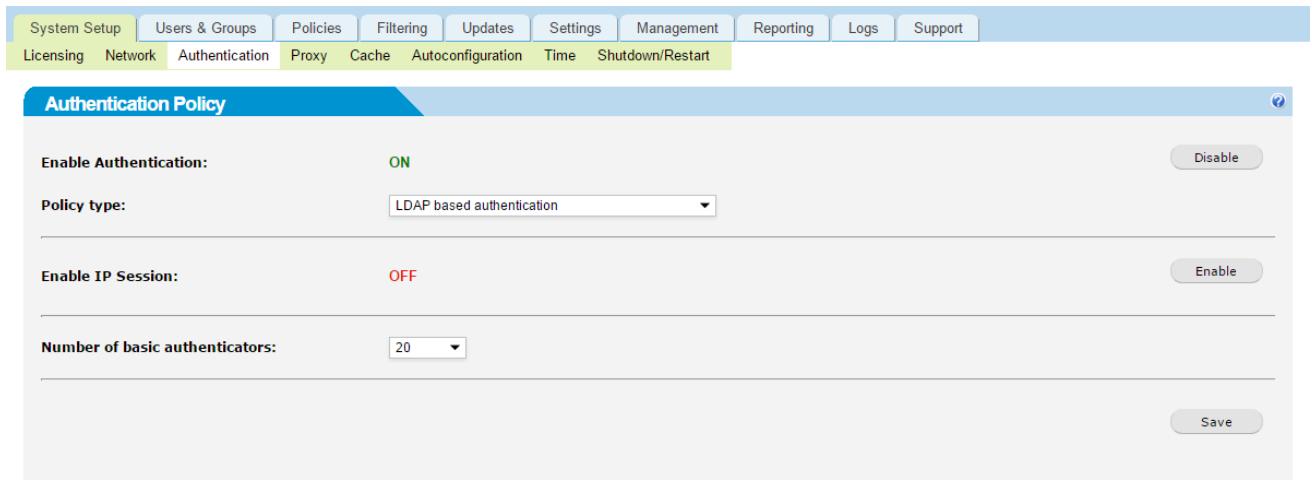 System Setup Users & Groups Policies Filtering Updates Settings Management Reporting Logs Support
Licensing Network Authentication Proxy Cache Autoconfiguration Time Shutdown/Restart
Authentication Policy ?
Enable Authentication: ON Disable
Policy type: LDAP based authentication
Enable IP Session: OFF Enable
Number of basic authenticators: 20
Save